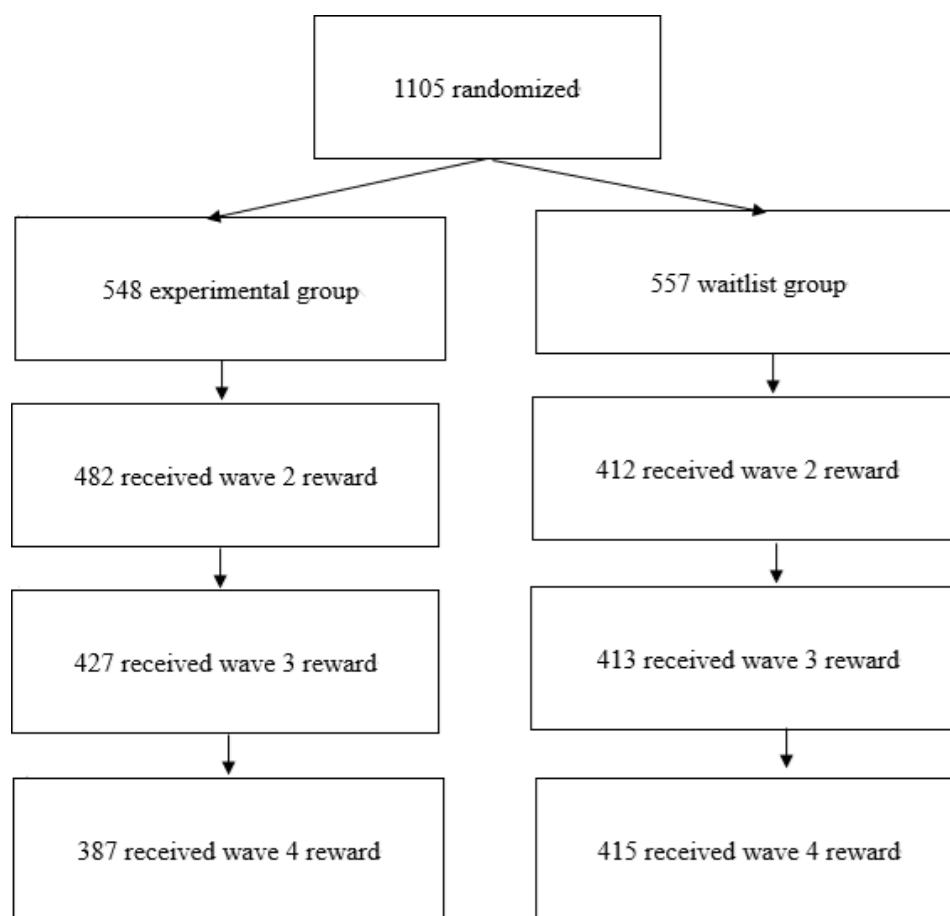 1105 randomized
548 experimental group
557 waitlist group
482 received wave 2 reward
412 received wave 2 reward
427 received wave 3 reward
413 received wave 3 reward
387 received wave 4 reward
415 received wave 4 reward